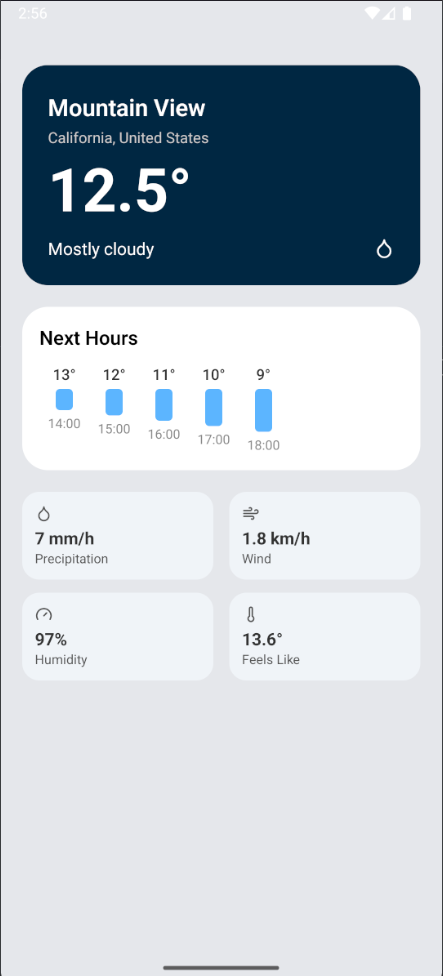 2:56
Mountain View
California, United States
12.5°
Mostly cloudy
Next Hours
13° 12° 11° 10° 9°
14:00 15:00 16:00 17:00 18:00
7 mm/h
Precipitation
1.8 km/h
Wind
97%
Humidity
13.6°
Feels Like